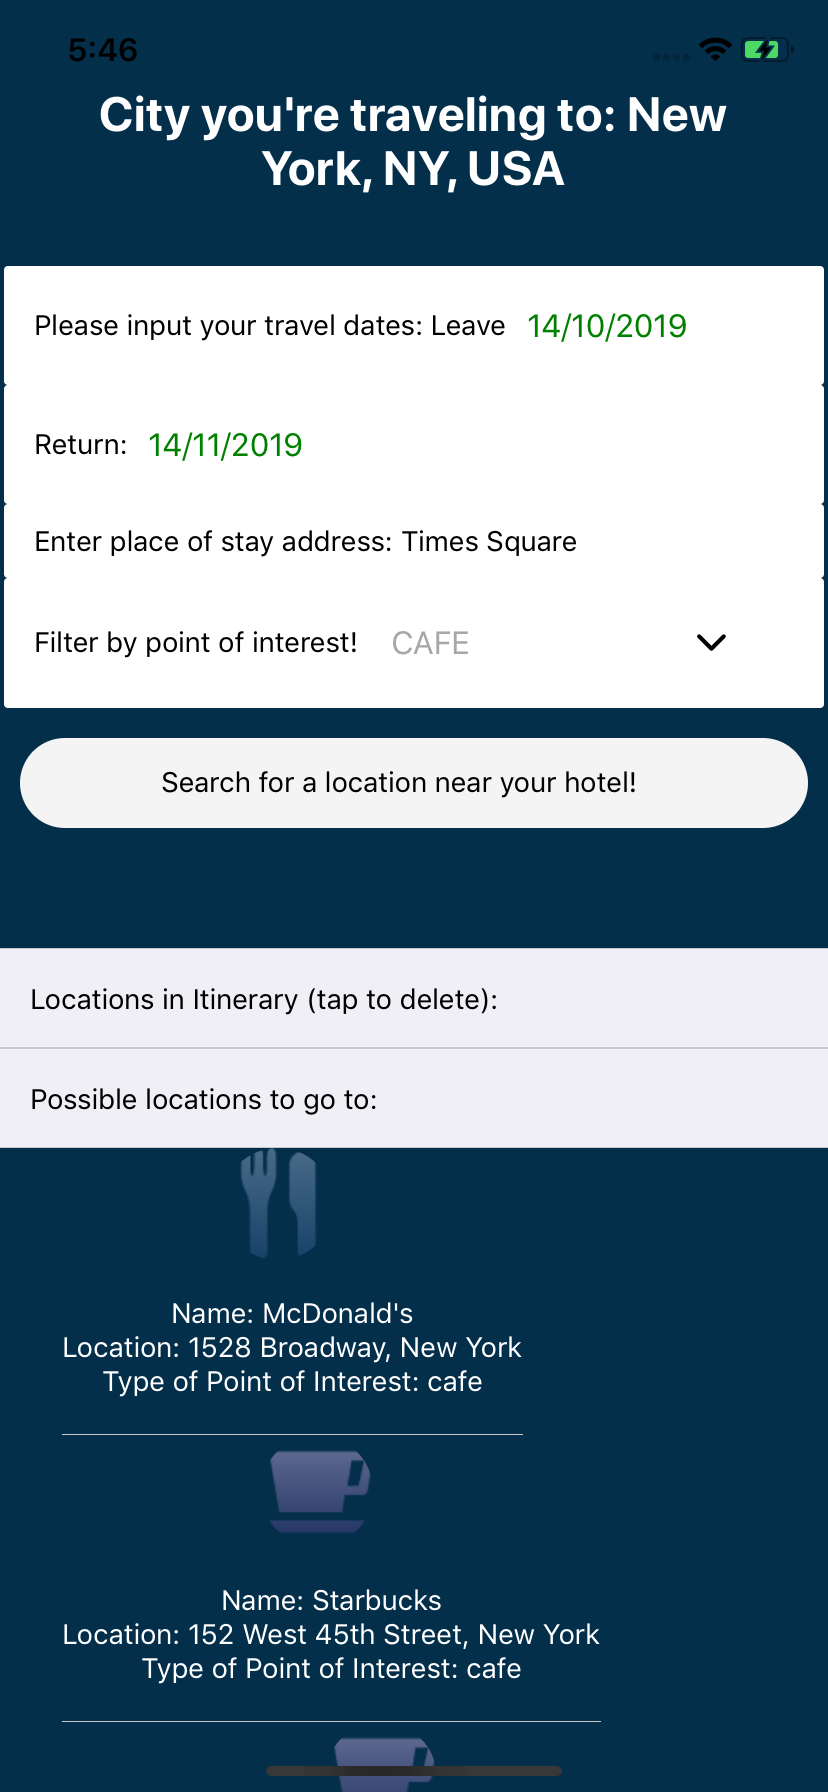 5:46
City you're traveling to: New
York, NY, USA
Please input your travel dates: Leave 14/10/2019
Return: 14/11/2019
Enter place of stay address: Times Square
Filter by point of interest! CAFE
Search for a location near your hotel!
Locations in Itinerary (tap to delete):
Possible locations to go to:
Name: McDonald's
Location: 1528 Broadway, New York
Type of Point of Interest: cafe
Name: Starbucks
Location: 152 West 45th Street, New York
Type of Point of Interest: cafe